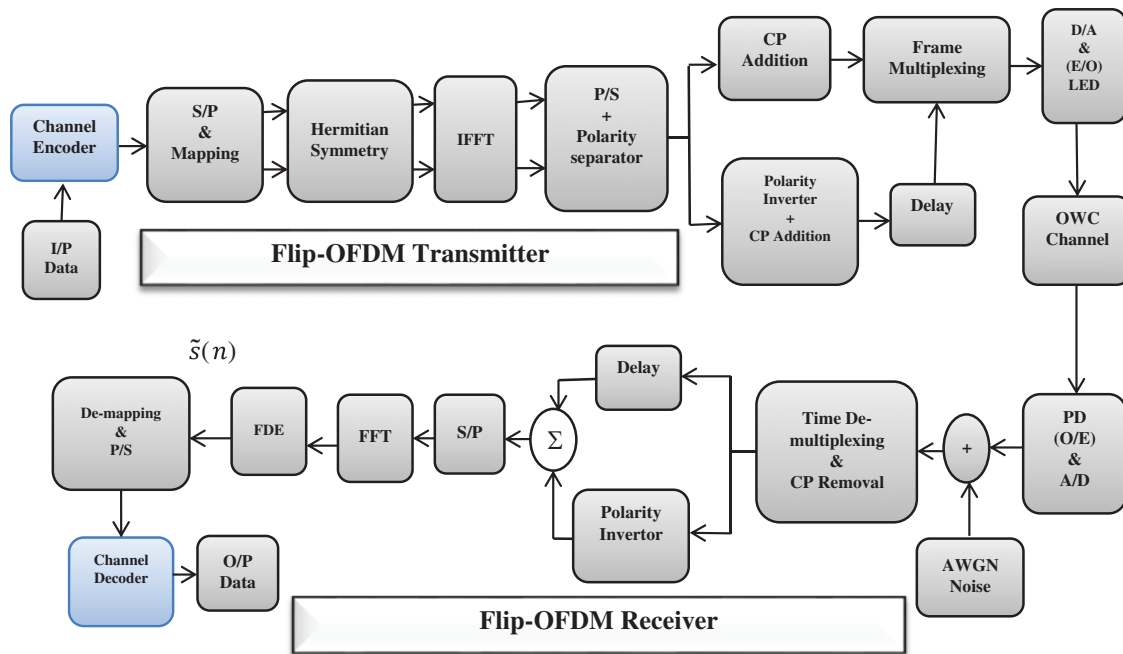 Channel
Encoder
I/P
Data
S/P
&
Mapping
Hermitian
Symmetry
IFFT
P/S
+
Polarity
separator
CP
Addition
Polarity
Inverter
+
CP Addition
Delay
Frame
Multiplexing
D/A
&
(E/O)
LED
OWC
Channel
Flip-OFDM Transmitter
PD
(O/E)
&
A/D
+
AWGN
Noise
Time De-
multiplexing
&
CP Removal
Delay
Polarity
Invertor
Σ
S/P
FFT
FDE
s̃(n)
De-mapping
&
P/S
Channel
Decoder
O/P
Data
Flip-OFDM Receiver